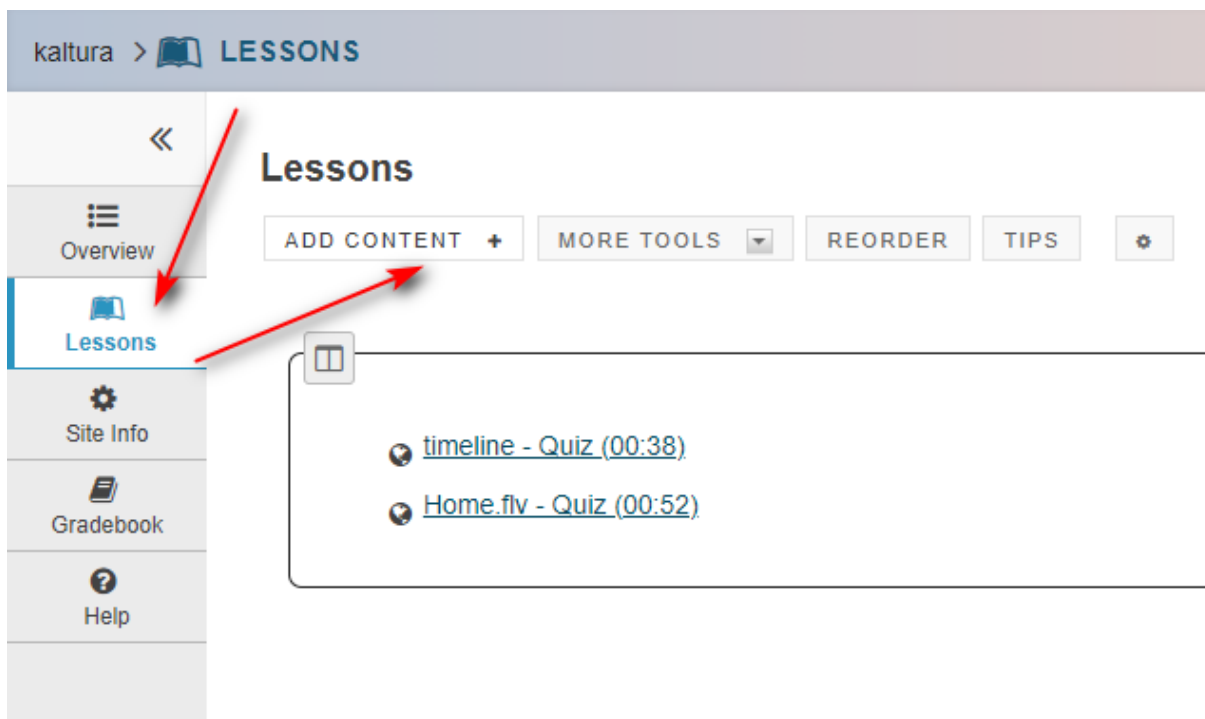 kaltura > LESSONS
«
Overview
Lessons
Site Info
Gradebook
Help
Lessons
ADD CONTENT +
MORE TOOLS
REORDER
TIPS
timeline - Quiz (00:38)
Home.flv - Quiz (00:52)